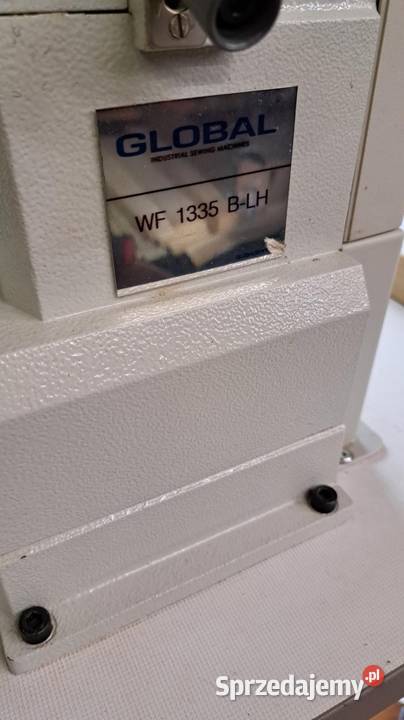 GLOBAL
INDUSTRIAL SEWING MACHINES
WF 1335 B-LH
Sprzedajemy.pl